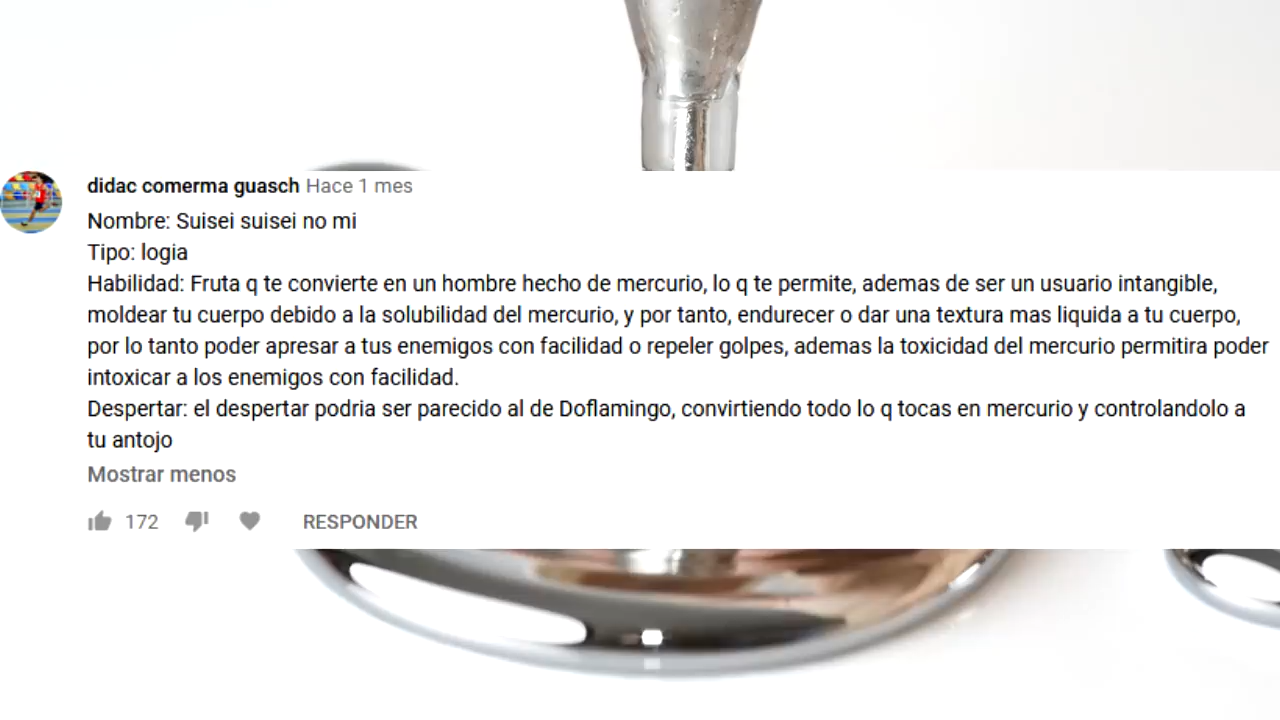 didac comerma guasch Hace 1 mes
Nombre: Suisei suisei no mi
Tipo: logia
Habilidad: Fruta q te convierte en un hombre hecho de mercurio, lo q te permite, ademas de ser un usuario intangible,
moldear tu cuerpo debido a la solubilidad del mercurio, y por tanto, endurecer o dar una textura mas liquida a tu cuerpo,
por lo tanto poder apresar a tus enemigos con facilidad o repeler golpes, ademas la toxicidad del mercurio permitira poder
intoxicar a los enemigos con facilidad.
Despertar: el despertar podria ser parecido al de Doflamingo, convirtiendo todo lo q tocas en mercurio y controlandolo a
tu antojo
Mostrar menos
172 RESPONDER